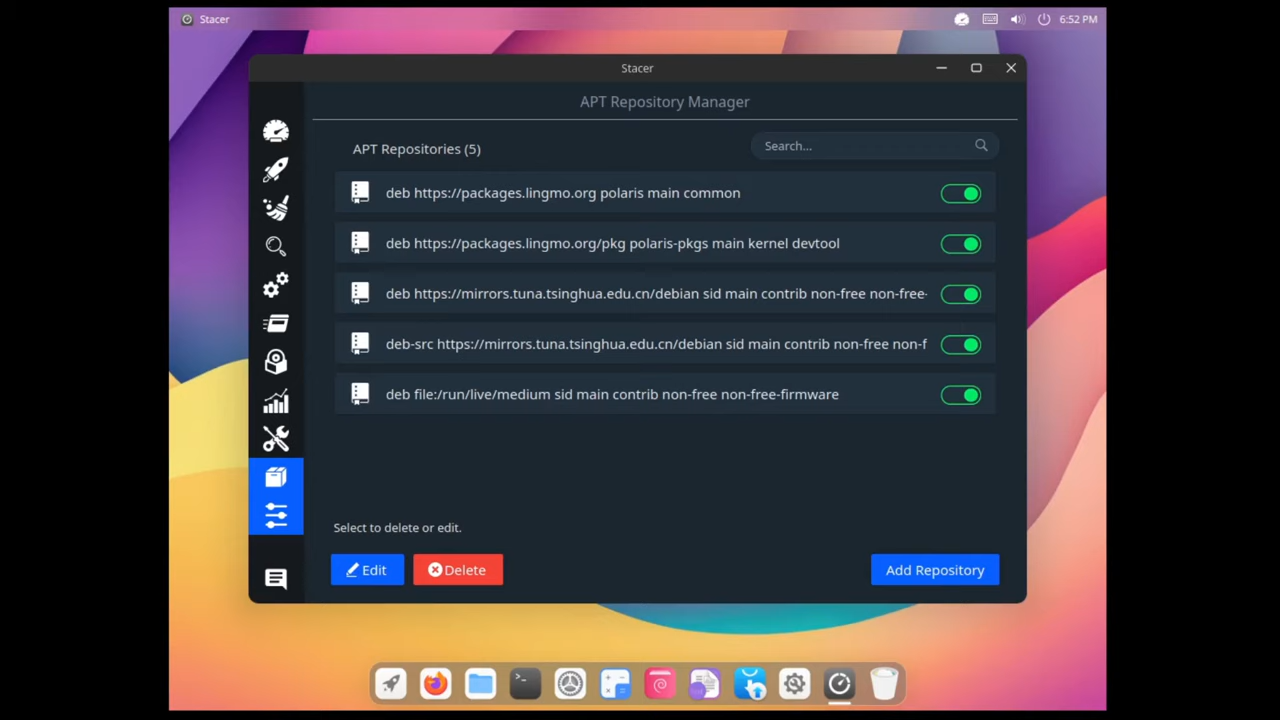 Stacer
6:52 PM
Stacer
APT Repository Manager
APT Repositories (5)
Search...
deb https://packages.lingmo.org polaris main common
deb https://packages.lingmo.org/pkg polaris-pkgs main kernel devtool
deb https://mirrors.tuna.tsinghua.edu.cn/debian sid main contrib non-free non-free-
deb-src https://mirrors.tuna.tsinghua.edu.cn/debian sid main contrib non-free non-f
deb file:/run/live/medium sid main contrib non-free non-free-firmware
Select to delete or edit.
Edit
Delete
Add Repository